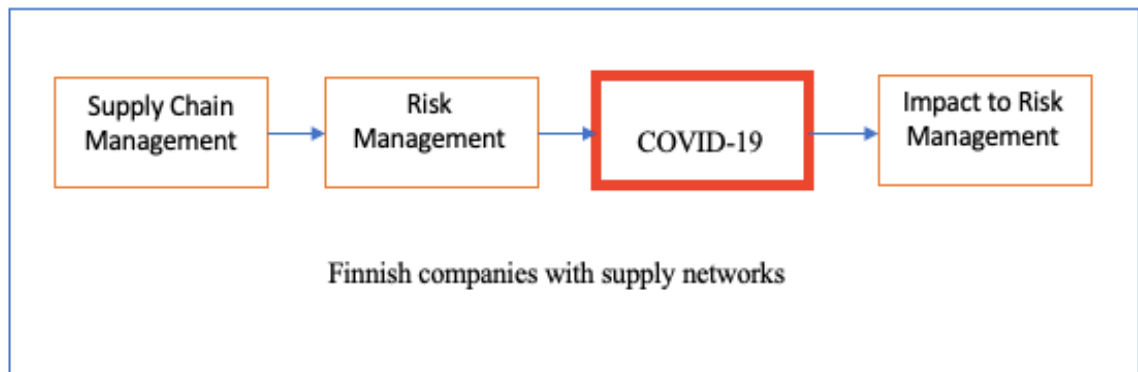 Supply Chain
Management
Risk
Management
COVID-19
Impact to Risk
Management
Finnish companies with supply networks